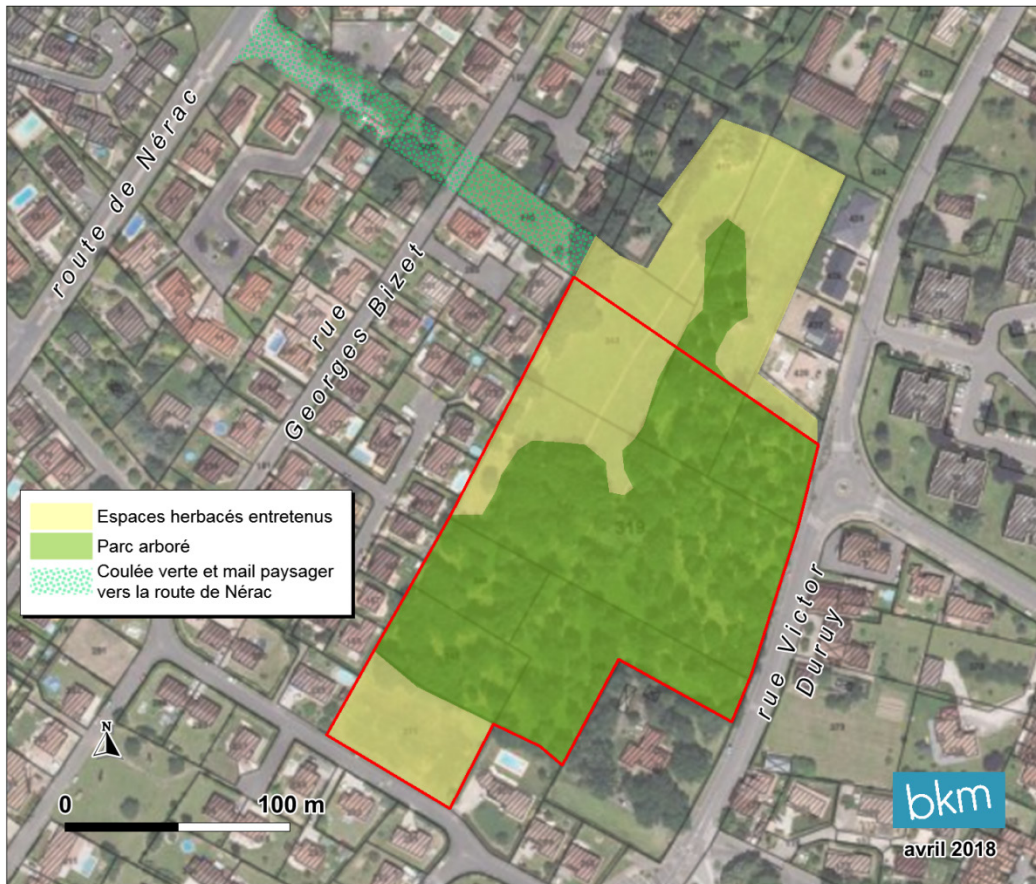 route de Nérac
rue
Georges Bizet
rue Victor
Duruy
Espaces herbacés entretenus
Parc arboré
Coulée verte et mail paysager
vers la route de Nérac
N
0
100 m
319
bkm
avril 2018